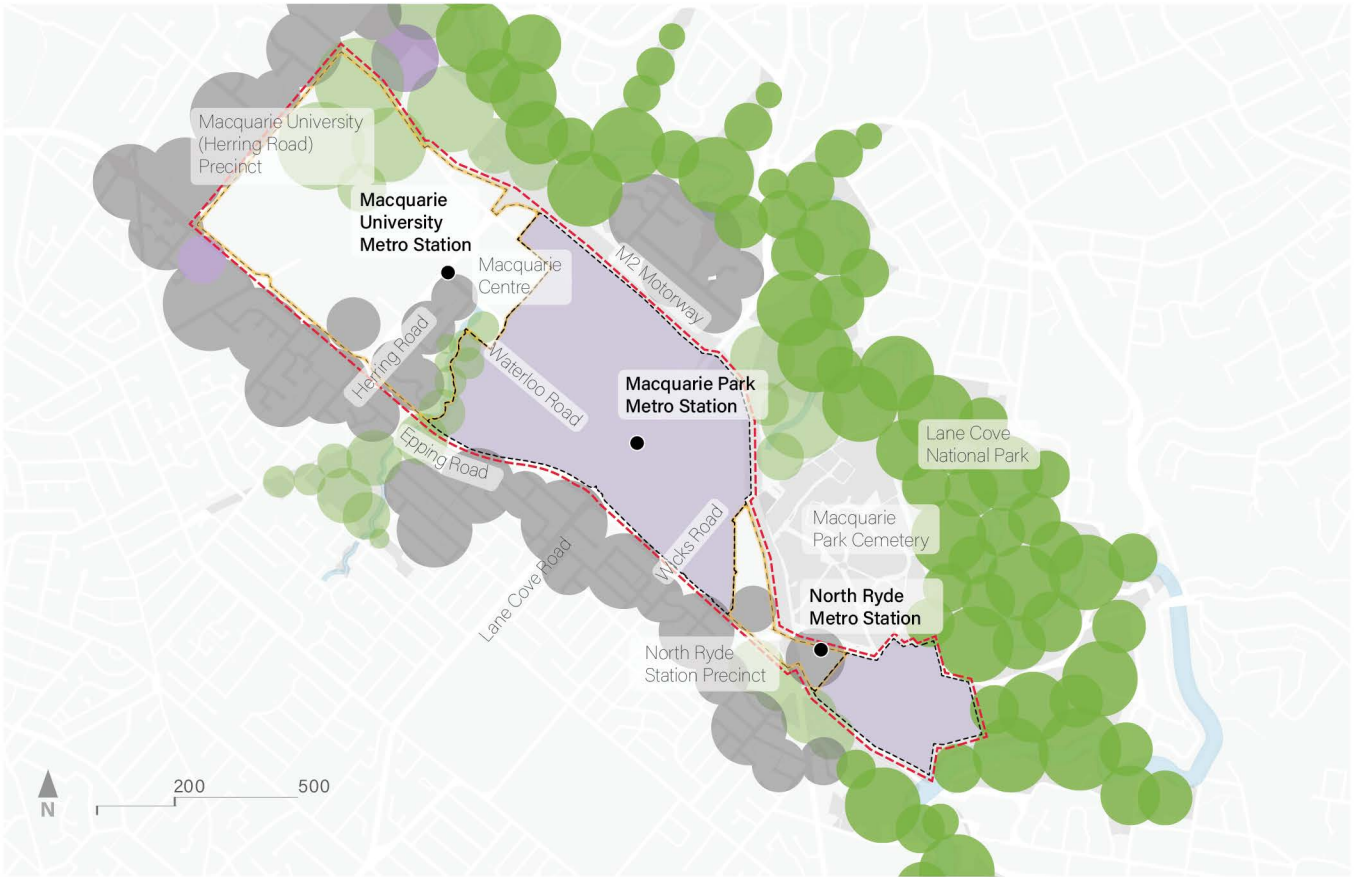 Macquarie University
(Herring Road)
Precinct
Macquarie
University
Metro Station
Macquarie
Centre
M2 Motorway
Herring Road
Waterloo Road
Macquarie Park
Metro Station
Epping Road
Lane Cove
National Park
Wicks Road
Macquarie
Park Cemetery
Lane Cove Road
North Ryde
Metro Station
North Ryde
Station Precinct
200
500
N